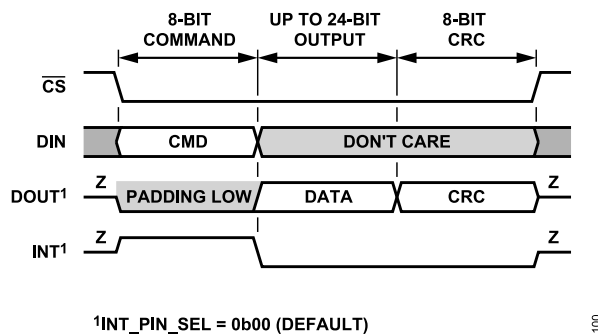 8-BIT
COMMAND
UP TO 24-BIT
OUTPUT
8-BIT
CRC
CS
DIN
CMD
DON'T CARE
DOUT1
Z
PADDING LOW
DATA
CRC
Z
INT1
Z
Z
1INT_PIN_SEL = 0b00 (DEFAULT)
100